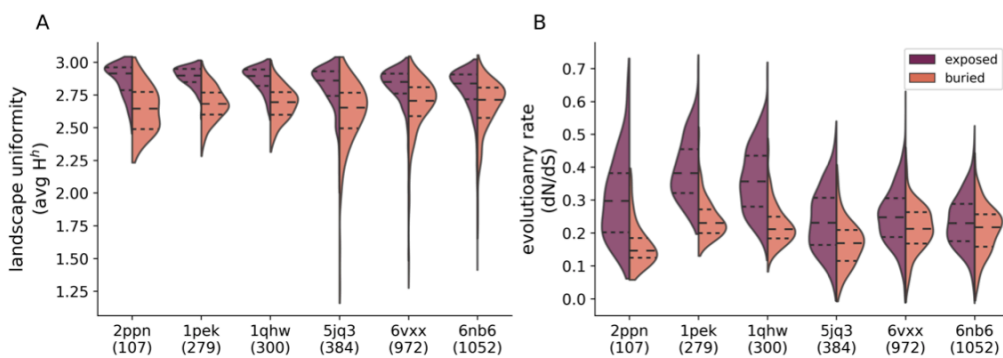 A
landscape uniformity
(avg Hʰ)
3.00
2.75
2.50
2.25
2.00
1.75
1.50
1.25
2ppn
(107)
1pek
(279)
1qhw
(300)
5jq3
(384)
6vxx
(972)
6nb6
(1052)
B
evolutioanry rate
(dN/dS)
0.7
0.6
0.5
0.4
0.3
0.2
0.1
0.0
exposed
buried
2ppn
(107)
1pek
(279)
1qhw
(300)
5jq3
(384)
6vxx
(972)
6nb6
(1052)